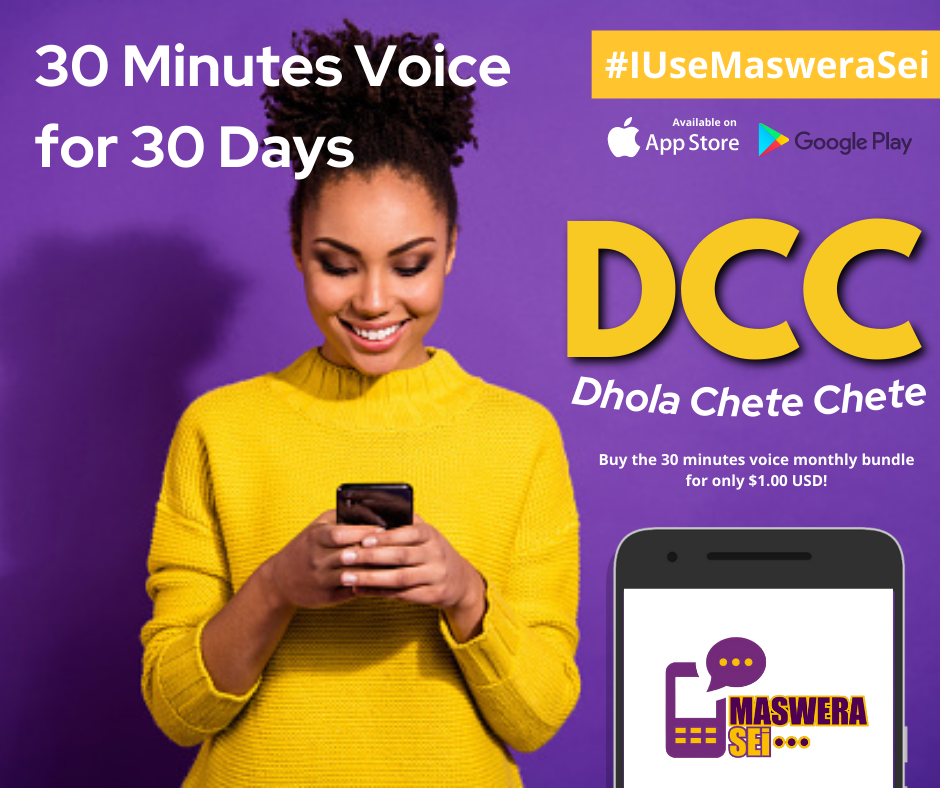 30 Minutes Voice
for 30 Days
#IUseMasweraSei
Available on
App Store
Google Play
DCC
Dhola Chete Chete
Buy the 30 minutes voice monthly bundle
for only $1.00 USD!
MASWERA
SEi